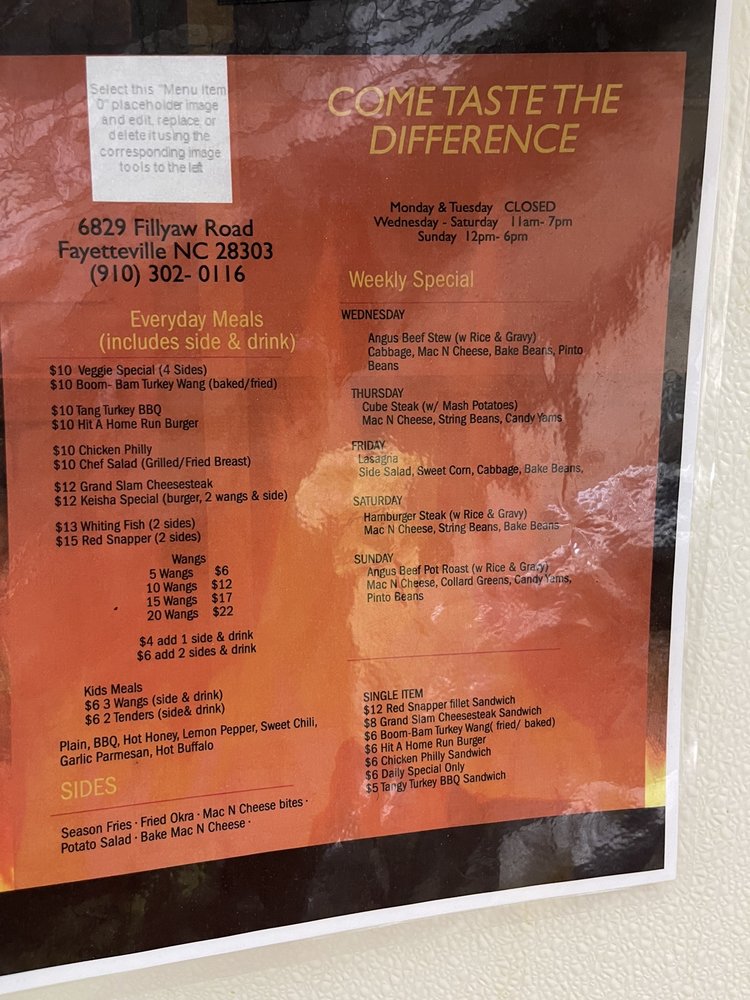 Select this "Menu Item
0" placeholder image
and edit, replace, or
delete it using the
corresponding image
tools to the left
6829 Fillyaw Road
Fayetteville NC 28303
(910) 302- 0116
Everyday Meals
(includes side & drink)
$10 Veggie Special (4 Sides)
$10 Boom- Bam Turkey Wang (baked/fried)
$10 Tang Turkey BBQ
$10 Hit A Home Run Burger
$10 Chicken Philly
$10 Chef Salad (Grilled/Fried Breast)
$12 Grand Slam Cheesesteak
$12 Keisha Special (burger, 2 wangs & side)
$13 Whiting Fish (2 sides)
$15 Red Snapper (2 sides)
Wangs
5 Wangs $6
10 Wangs $12
15 Wangs $17
20 Wangs $22
$4 add 1 side & drink
$6 add 2 sides & drink
Kids Meals
$6 3 Wangs (side & drink)
$6 2 Tenders (side& drink)
Plain, BBQ, Hot Honey, Lemon Pepper, Sweet Chili,
Garlic Parmesan, Hot Buffalo
SIDES
Season Fries · Fried Okra · Mac N Cheese bites ·
Potato Salad · Bake Mac N Cheese ·
COME TASTE THE
DIFFERENCE
Monday & Tuesday CLOSED
Wednesday - Saturday 11am- 7pm
Sunday 12pm- 6pm
Weekly Special
WEDNESDAY
Angus Beef Stew (w Rice & Gravy)
Cabbage, Mac N Cheese, Bake Beans, Pinto
Beans
THURSDAY
Cube Steak (w/ Mash Potatoes)
Mac N Cheese, String Beans, Candy Yams
FRIDAY
Lasagna
Side Salad, Sweet Corn, Cabbage, Bake Beans,
SATURDAY
Hamburger Steak (w Rice & Gravy)
Mac N Cheese, String Beans, Bake Beans
SUNDAY
Angus Beef Pot Roast (w Rice & Gravy)
Mac N Cheese, Collard Greens, Candy Yams,
Pinto Beans
SINGLE ITEM
$12 Red Snapper fillet Sandwich
$8 Grand Slam Cheesesteak Sandwich
$6 Boom-Bam Turkey Wang( fried/ baked)
$6 Hit A Home Run Burger
$6 Chicken Philly Sandwich
$6 Daily Special Only
$5 Tangy Turkey BBQ Sandwich